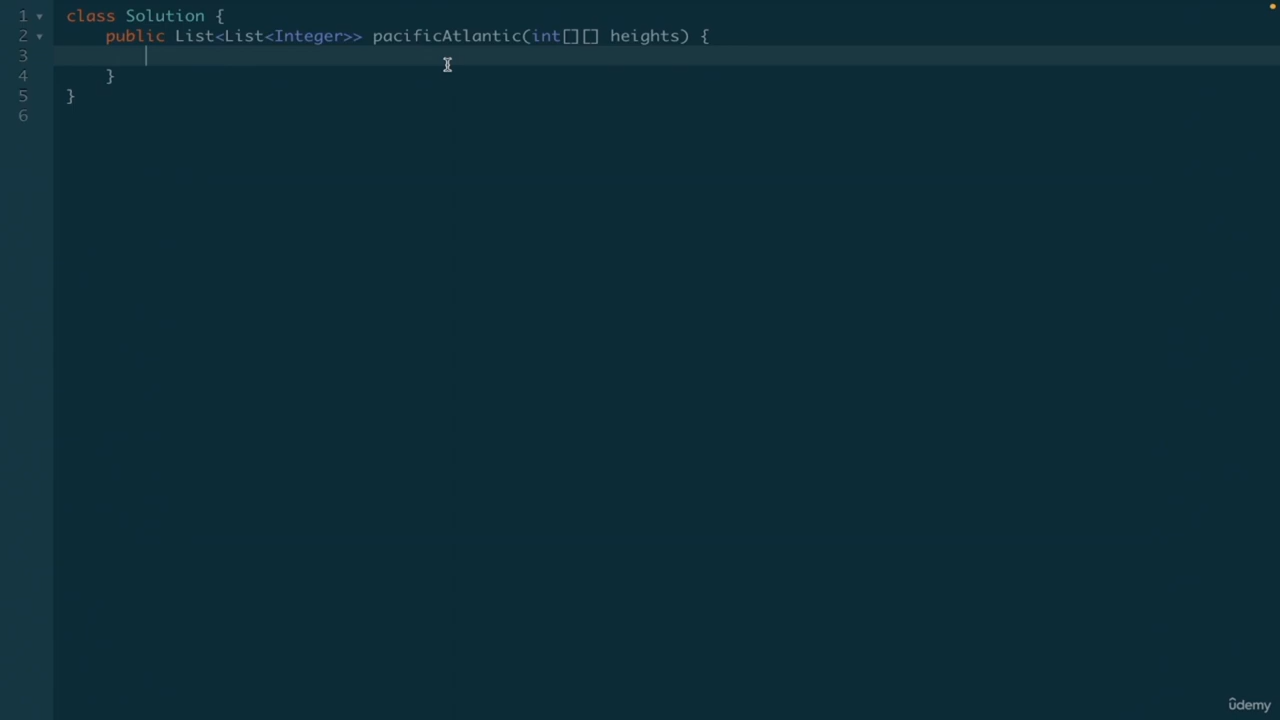 1 class Solution {
2 public List<List<Integer>> pacificAtlantic(int[][] heights) {
3
4 }
5 }
6
ûdemy